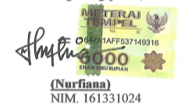 METERAI
TEMPEL
647A1AFF537149316
6000
ENAM RIBU RUPIAH
(Nurfiana)
NIM. 161331024